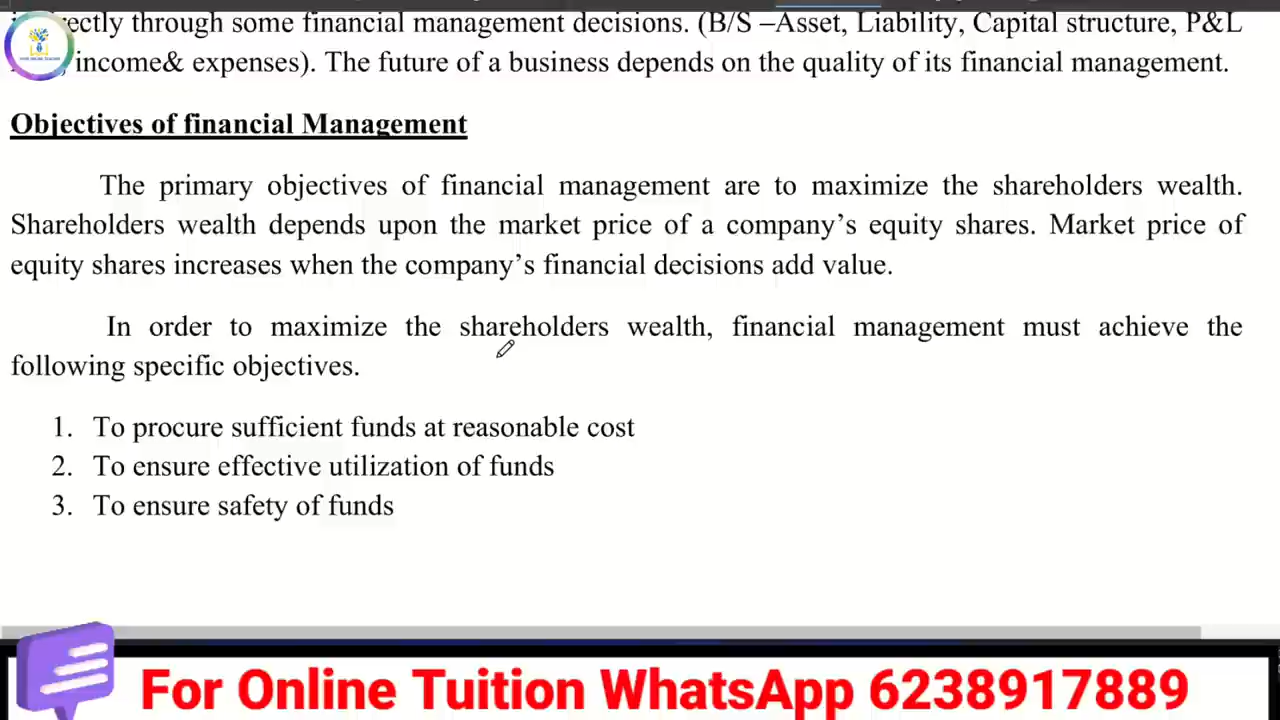 through some financial management decisions. (B/S –Asset, Liability, Capital structure, P&L
income& expenses). The future of a business depends on the quality of its financial management.
Objectives of financial Management
The primary objectives of financial management are to maximize the shareholders wealth.
Shareholders wealth depends upon the market price of a company’s equity shares. Market price of
equity shares increases when the company’s financial decisions add value.
In order to maximize the shareholders wealth, financial management must achieve the
following specific objectives.
1. To procure sufficient funds at reasonable cost
2. To ensure effective utilization of funds
3. To ensure safety of funds
For Online Tuition WhatsApp 6238917889